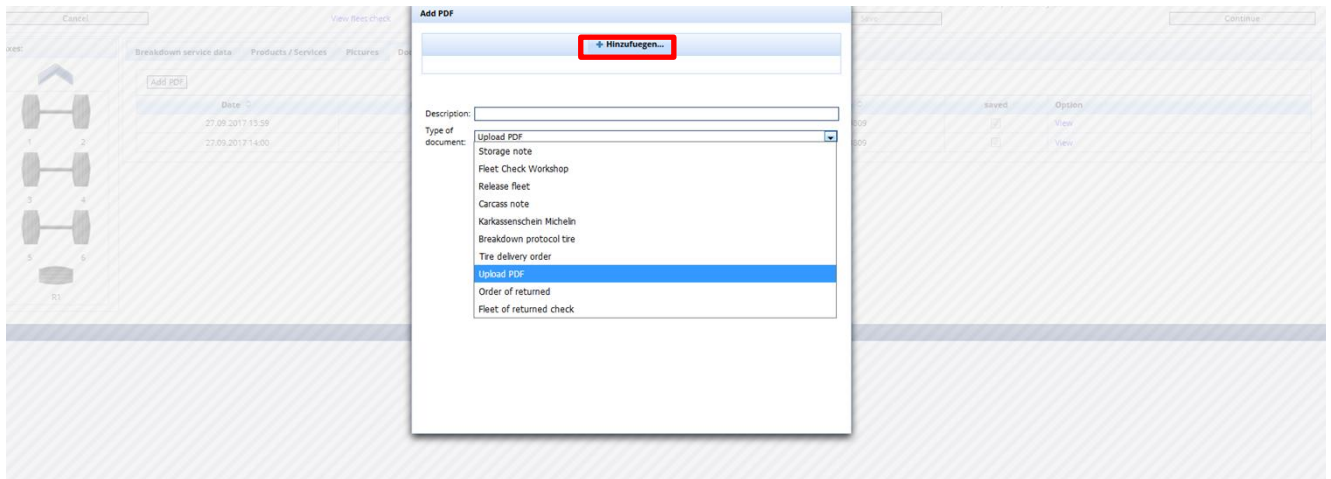 Cancel
View fleet check
save
Continue
Add PDF
+ Hinzufuegen...
Breakdown service data Products / Services Pictures
Add PDF
Date saved Option
27.09.2017 13:59 View
27.09.2017 14:00 View
1 2
3 4
5 6
R1
Description:
Type of
document:
Upload PDF
Storage note
Fleet Check Workshop
Release fleet
Carcass note
Karkassenschein Michelin
Breakdown protocol tire
Tire delivery order
Upload PDF
Order of returned
Fleet of returned check